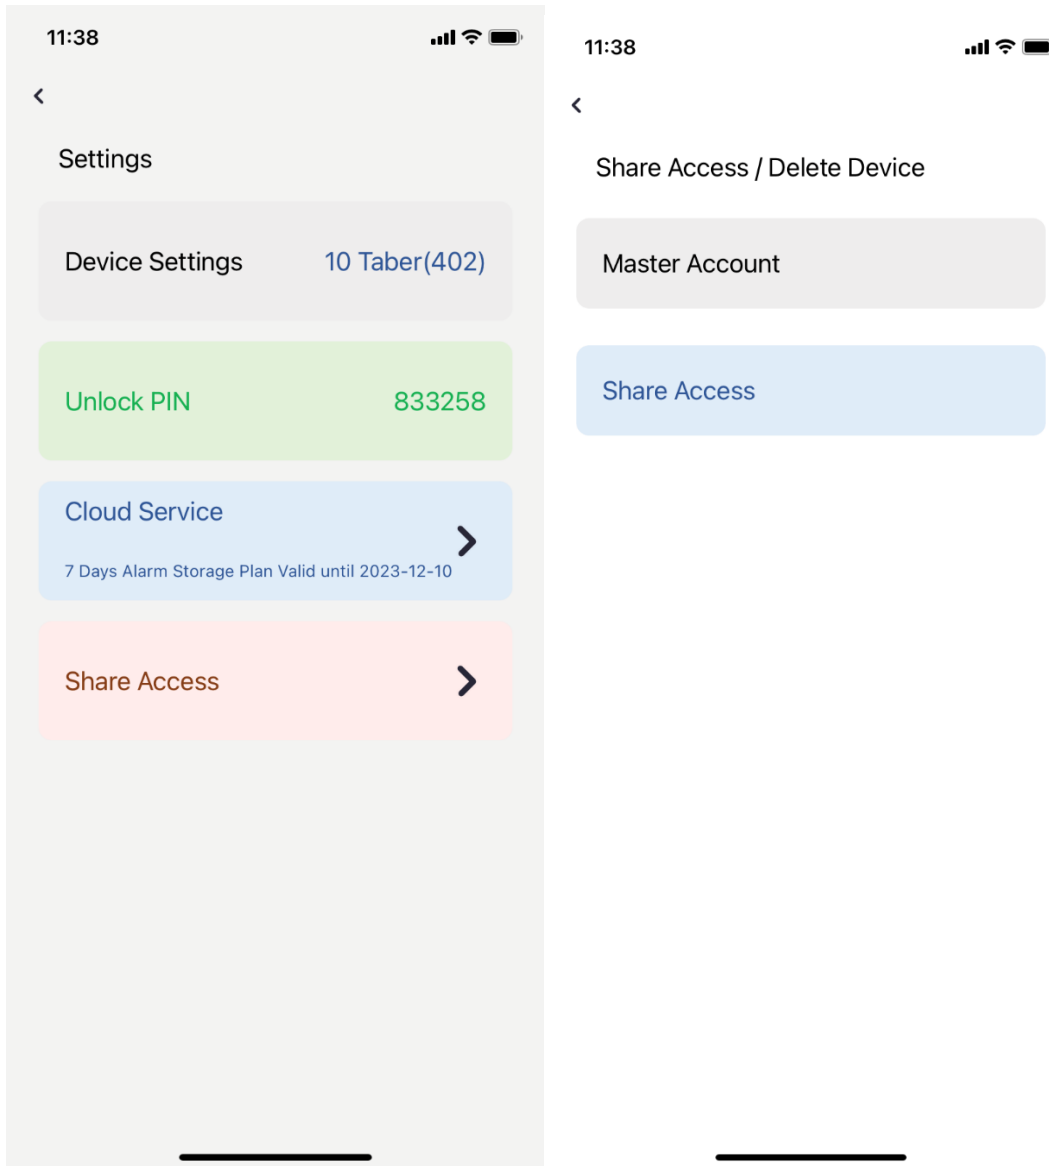 11:38
Settings
Device Settings 10 Taber(402)
Unlock PIN 833258
Cloud Service
7 Days Alarm Storage Plan Valid until 2023-12-10
Share Access
11:38
Share Access / Delete Device
Master Account
Share Access